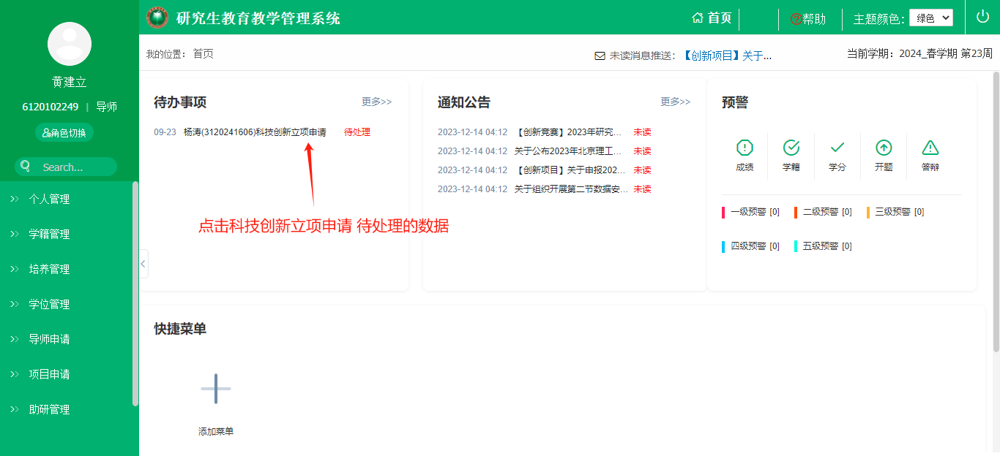 研究生教育教学管理系统
首页
帮助
主题颜色: 绿色
黄建立
6120102249 | 导师
角色切换
Search...
个人管理
学籍管理
培养管理
学位管理
导师申请
项目申请
助研管理
我的位置: 首页
未读消息推送: 【创新项目】关于...
当前学期: 2024_春学期 第23周
待办事项 更多>>
09-23 杨涛(3120241606)科技创新立项申请 待处理
点击科技创新立项申请 待处理的数据
通知公告 更多>>
2023-12-14 04:12 【创新竞赛】2023年研究... 未读
2023-12-14 04:12 关于公布2023年北京理工... 未读
2023-12-14 04:12 【创新项目】关于申报202... 未读
2023-12-14 04:12 关于组织开展第二节数据安... 未读
预警
成绩 学籍 学分 开题 答辩
一级预警 [0] 二级预警 [0] 三级预警 [0]
四级预警 [0] 五级预警 [0]
快捷菜单
添加菜单